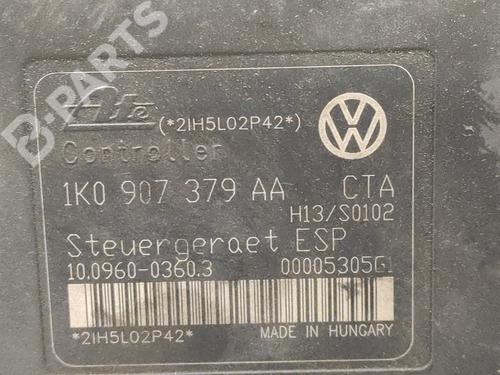 B-PARTS
Ate (*2IH5L02P42*)
Controller
1K0 907 379 AA CTA
H13/S0102
Steuergeraet ESP
10.0960-0360.3 00005305G1
*2IH5L02P42* MADE IN HUNGARY